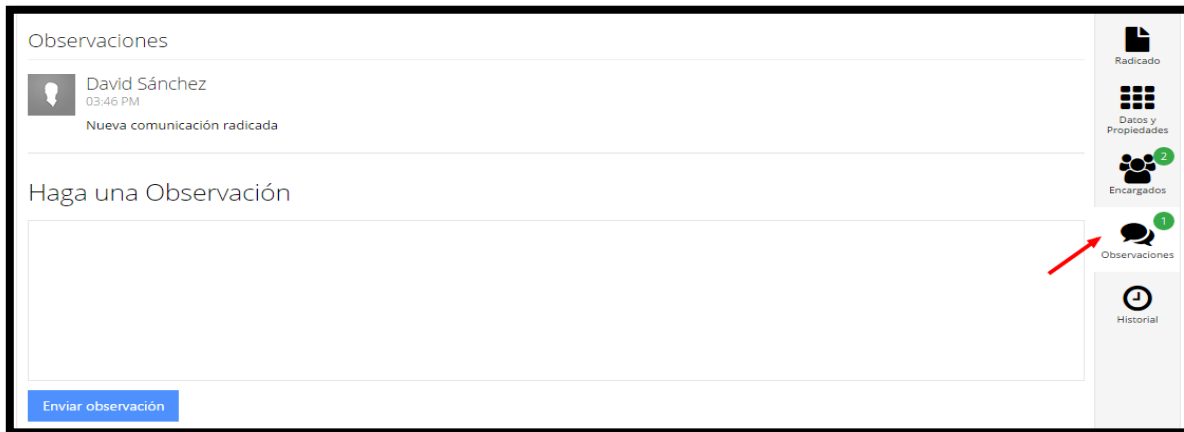 Observaciones
David Sánchez
03:46 PM
Nueva comunicación radicada
Haga una Observación
Enviar observación
Radicado
Datos y
Propiedades
2
Encargados
1
Observaciones
Historial